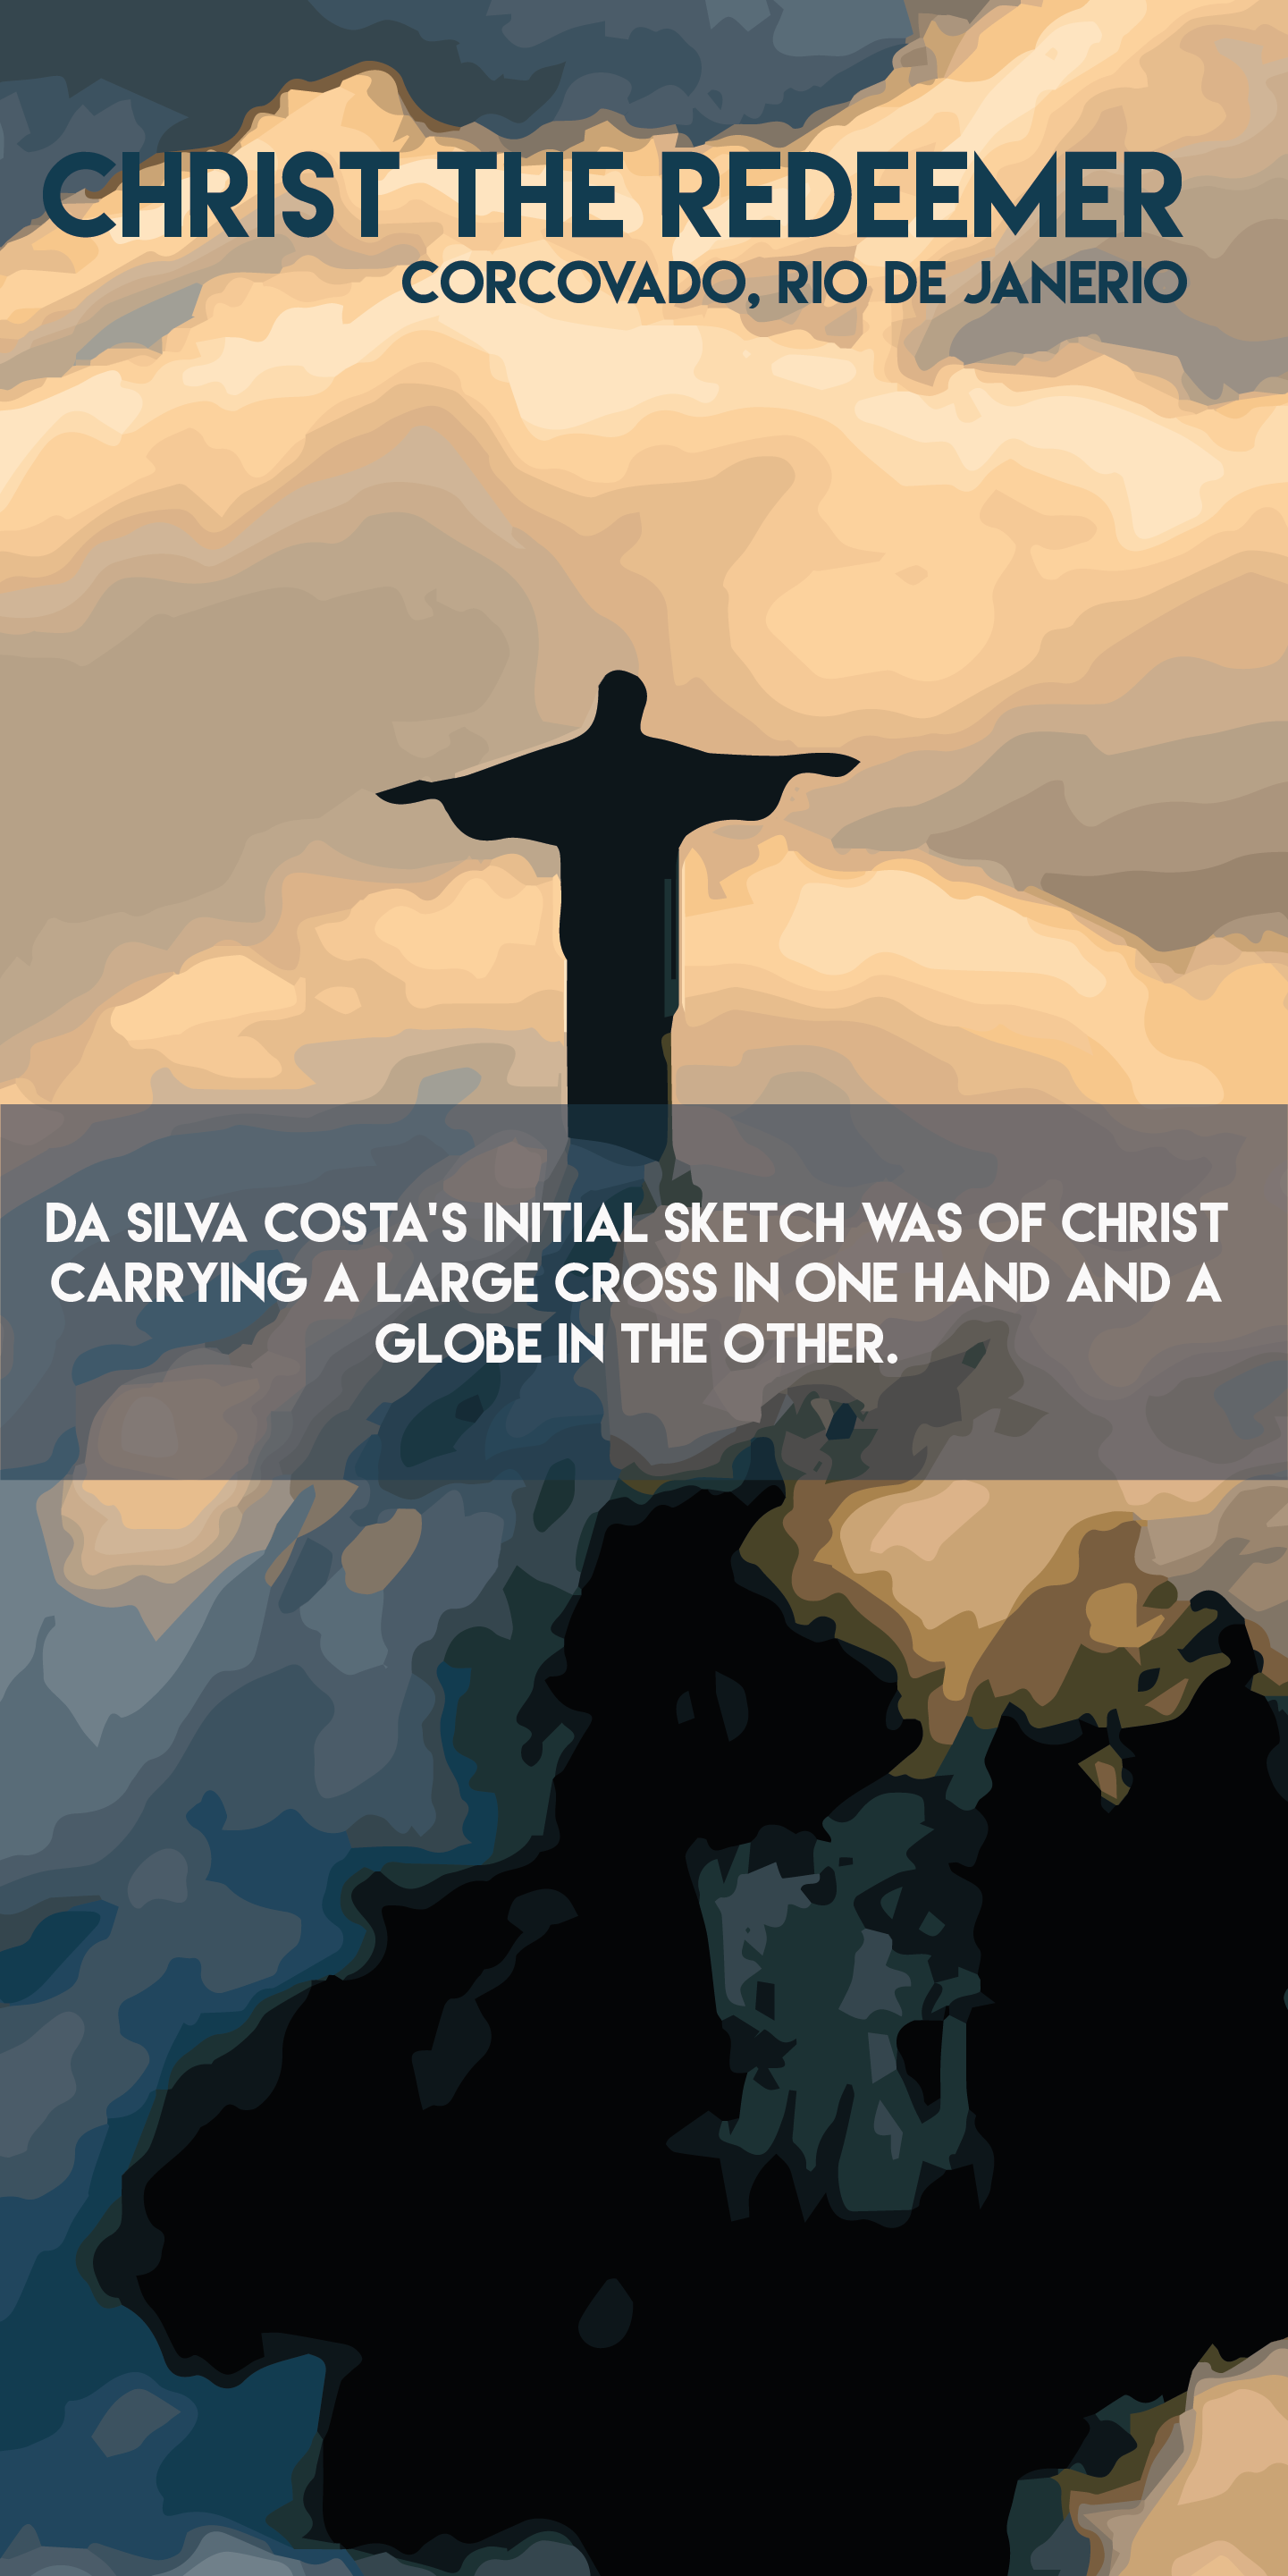 CHRIST THE REDEEMER
CORCOVADO, RIO DE JANERIO
DA SILVA COSTA'S INITIAL SKETCH WAS OF CHRIST
CARRYING A LARGE CROSS IN ONE HAND AND A
GLOBE IN THE OTHER.